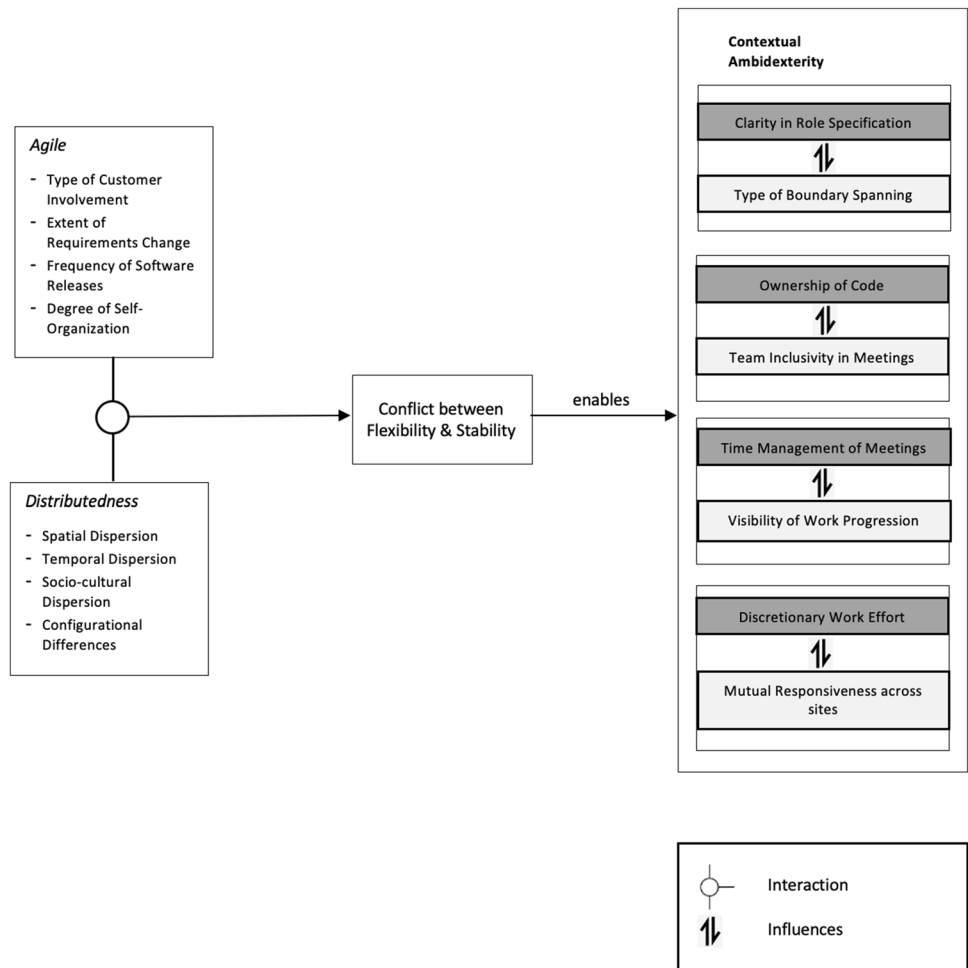 Contextual
Ambidexterity
Clarity in Role Specification
Type of Boundary Spanning
Ownership of Code
Team Inclusivity in Meetings
Time Management of Meetings
Visibility of Work Progression
Discretionary Work Effort
Mutual Responsiveness across
sites
Agile
- Type of Customer
Involvement
- Extent of
Requirements Change
- Frequency of Software
Releases
- Degree of Self-
Organization
Conflict between
Flexibility & Stability
enables
Distributedness
- Spatial Dispersion
- Temporal Dispersion
- Socio-cultural
Dispersion
- Configurational
Differences
Interaction
Influences